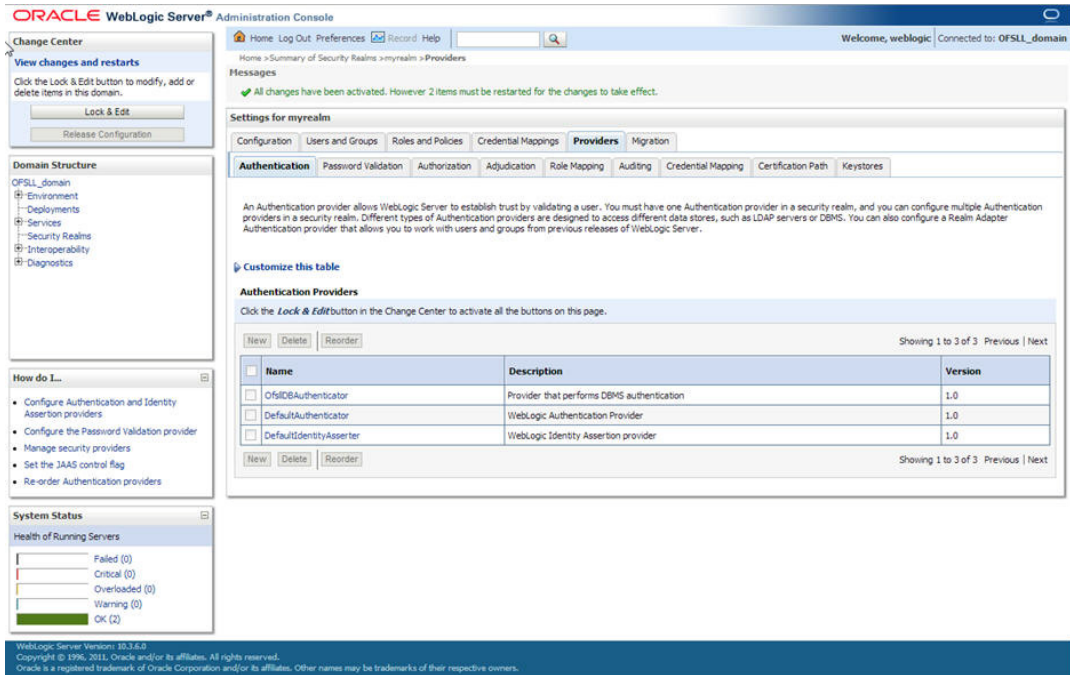 ORACLE WebLogic Server® Administration Console
Change Center
View changes and restarts
Click the Lock & Edit button to modify, add or
delete items in this domain.
Lock & Edit
Release Configuration
Domain Structure
OFSLL_domain
Environment
Deployments
Services
Security Realms
Interoperability
Diagnostics
How do I...
Configure Authentication and Identity
Assertion providers
Configure the Password Validation provider
Manage security providers
Set the JAAS control flag
Re-order Authentication providers
System Status
Health of Running Servers
Failed (0)
Critical (0)
Overloaded (0)
Warning (0)
OK (2)
Home Log Out Preferences Record Help
Welcome, weblogic Connected to: OFSLL_domain
Home >Summary of Security Realms >myrealm >Providers
Messages
All changes have been activated. However 2 items must be restarted for the changes to take effect.
Settings for myrealm
Configuration Users and Groups Roles and Policies Credential Mappings Providers Migration
Authentication Password Validation Authorization Adjudication Role Mapping Auditing Credential Mapping Certification Path Keystores
An Authentication provider allows WebLogic Server to establish trust by validating a user. You must have one Authentication provider in a security realm, and you can configure multiple Authentication
providers in a security realm. Different types of Authentication providers are designed to access different data stores, such as LDAP servers or DBMS. You can also configure a Realm Adapter
Authentication provider that allows you to work with users and groups from previous releases of WebLogic Server.
Customize this table
Authentication Providers
Click the Lock & Edit button in the Change Center to activate all the buttons on this page.
New Delete Reorder Showing 1 to 3 of 3 Previous | Next
Name Description Version
OfsllDBAuthenticator Provider that performs DBMS authentication 1.0
DefaultAuthenticator WebLogic Authentication Provider 1.0
DefaultIdentityAsserter WebLogic Identity Assertion provider 1.0
New Delete Reorder Showing 1 to 3 of 3 Previous | Next
WebLogic Server Version: 10.3.6.0
Copyright © 1996, 2011, Oracle and/or its affiliates. All rights reserved.
Oracle is a registered trademark of Oracle Corporation and/or its affiliates. Other names may be trademarks of their respective owners.